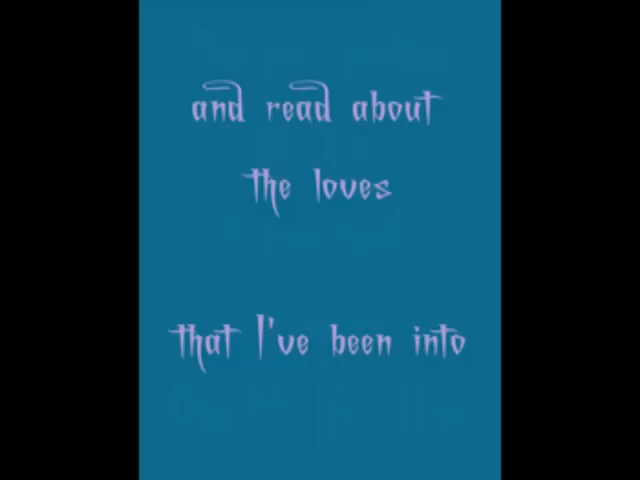 and read about
the loves
that I've been into